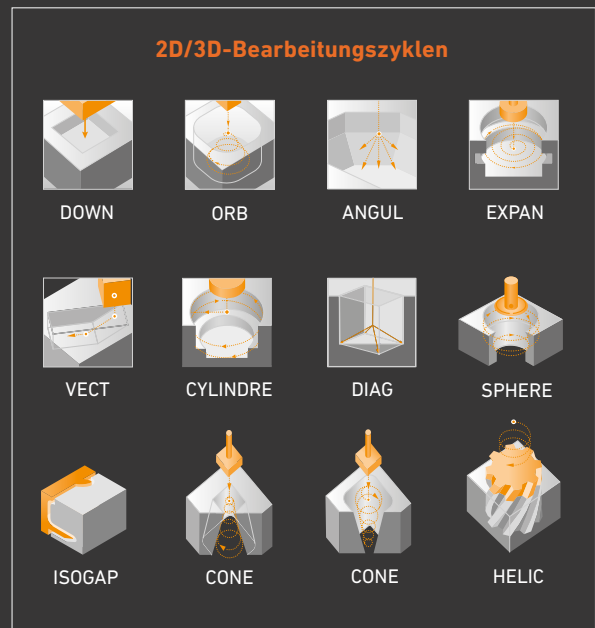 2D/3D-Bearbeitungszyklen
DOWN
ORB
ANGUL
EXPAN
VECT
CYLINDRE
DIAG
SPHERE
ISOGAP
CONE
CONE
HELIC